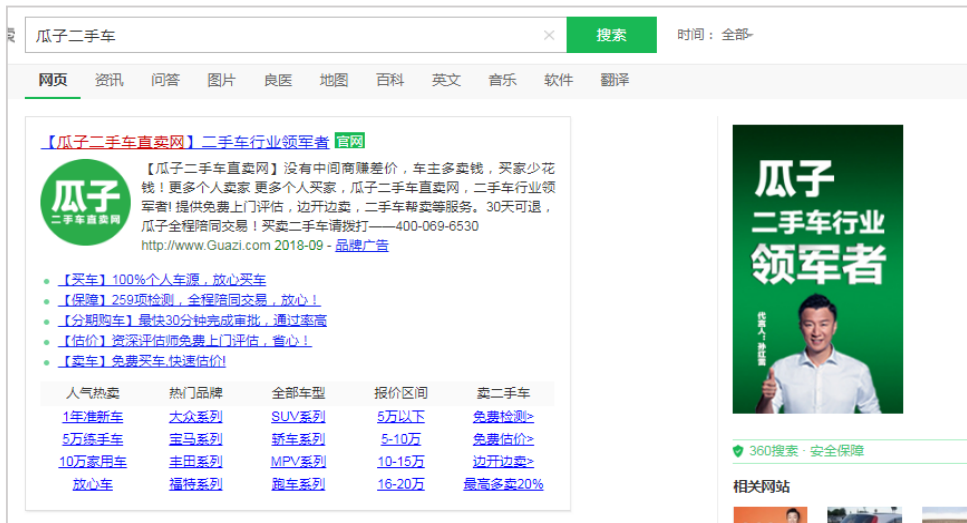 瓜子二手车
搜索
时间：全部
网页 资讯 问答 图片 良医 地图 百科 英文 音乐 软件 翻译
【瓜子二手车直卖网】二手车行业领军者 官网
瓜子
二手车直卖网
【瓜子二手车直卖网】没有中间商赚差价，车主多卖钱，买家少花
钱！更多个人卖家 更多个人买家，瓜子二手车直卖网，二手车行业领
军者! 提供免费上门评估，边开边卖，二手车帮卖等服务。30天可退，
瓜子全程陪同交易！买卖二手车请拨打——400-069-6530
http://www.Guazi.com 2018-09 - 品牌广告
【买车】100%个人车源，放心买车
【保障】259项检测，全程陪同交易，放心！
【分期购车】最快30分钟完成审批，通过率高
【估价】资深评估师免费上门评估，省心！
【卖车】免费买车,快速估价!
人气热卖 热门品牌 全部车型 报价区间 卖二手车
1年准新车 大众系列 SUV系列 5万以下 免费检测>
5万练手车 宝马系列 轿车系列 5-10万 免费估价>
10万家用车 丰田系列 MPV系列 10-15万 边开边卖>
放心车 福特系列 跑车系列 16-20万 最高多卖20%
瓜子
二手车行业
领军者
代言人：孙红雷
360搜索 · 安全保障
相关网站